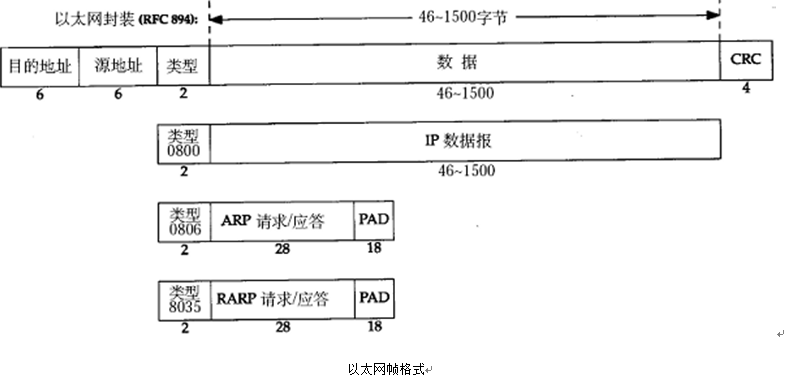 以太网封装 (RFC 894):
46~1500字节
目的地址 源地址 类型 数 据 CRC
6 6 2 46~1500 4
类型
0800
IP 数据报
2 46~1500
类型
0806
ARP 请求/应答 PAD
2 28 18
类型
8035
RARP 请求/应答 PAD
2 28 18
以太网帧格式